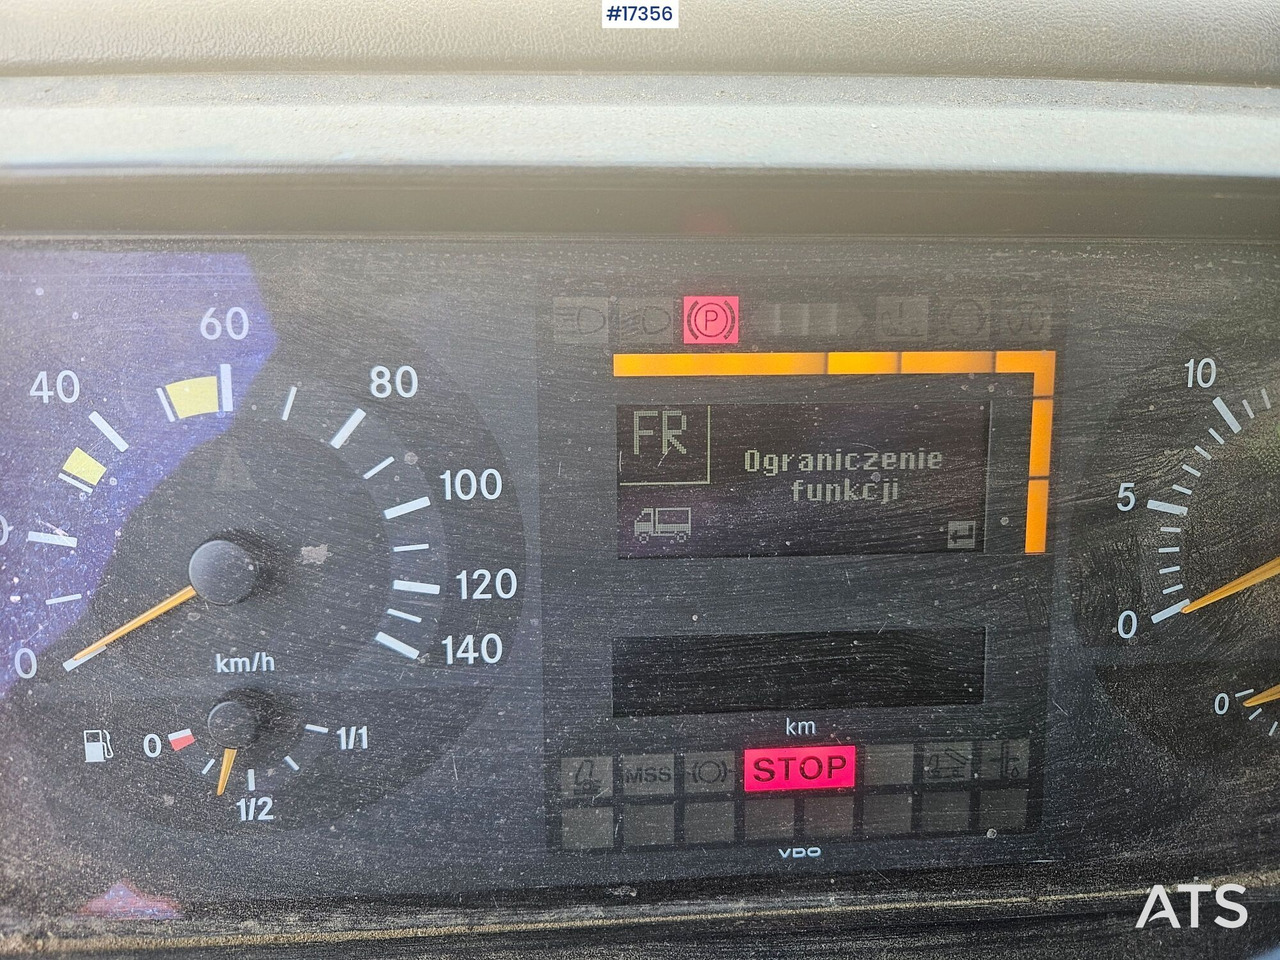 #17356
60
40
80
100
120
140
0
km/h
0
1/1
1/2
P
FR
Ograniczenie
funkcji
km
MSS
STOP
VDO
10
5
0
0
ATS